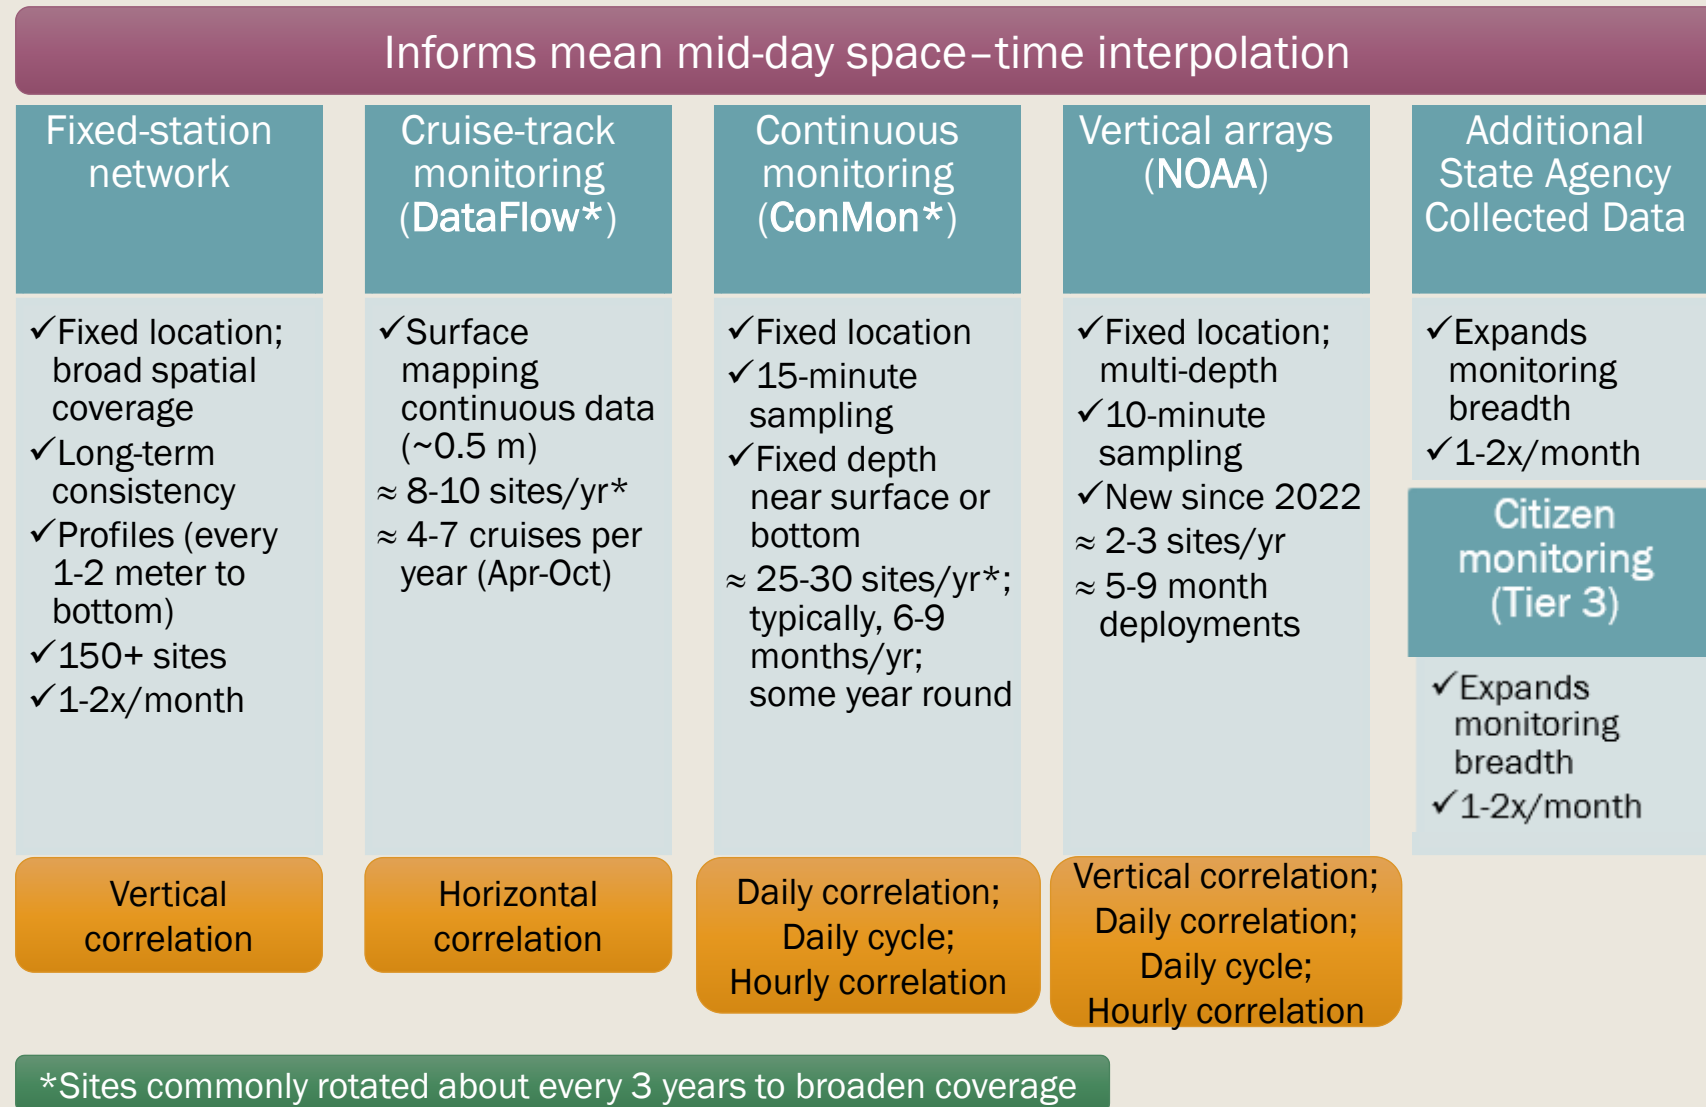 Informs mean mid-day space–time interpolation
Fixed-station
network
✓Fixed location;
broad spatial
coverage
✓Long-term
consistency
✓Profiles (every
1-2 meter to
bottom)
✓150+ sites
✓1-2x/month
Vertical
correlation
Cruise-track
monitoring
(DataFlow*)
✓Surface
mapping
continuous data
(~0.5 m)
≈ 8-10 sites/yr*
≈ 4-7 cruises per
year (Apr-Oct)
Horizontal
correlation
Continuous
monitoring
(ConMon*)
✓Fixed location
✓15-minute
sampling
✓Fixed depth
near surface or
bottom
≈ 25-30 sites/yr*;
typically, 6-9
months/yr;
some year round
Daily correlation;
Daily cycle;
Hourly correlation
Vertical arrays
(NOAA)
✓Fixed location;
multi-depth
✓10-minute
sampling
✓New since 2022
≈ 2-3 sites/yr
≈ 5-9 month
deployments
Vertical correlation;
Daily correlation;
Daily cycle;
Hourly correlation
Additional
State Agency
Collected Data
✓Expands
monitoring
breadth
✓1-2x/month
Citizen
monitoring
(Tier 3)
✓Expands
monitoring
breadth
✓1-2x/month
*Sites commonly rotated about every 3 years to broaden coverage